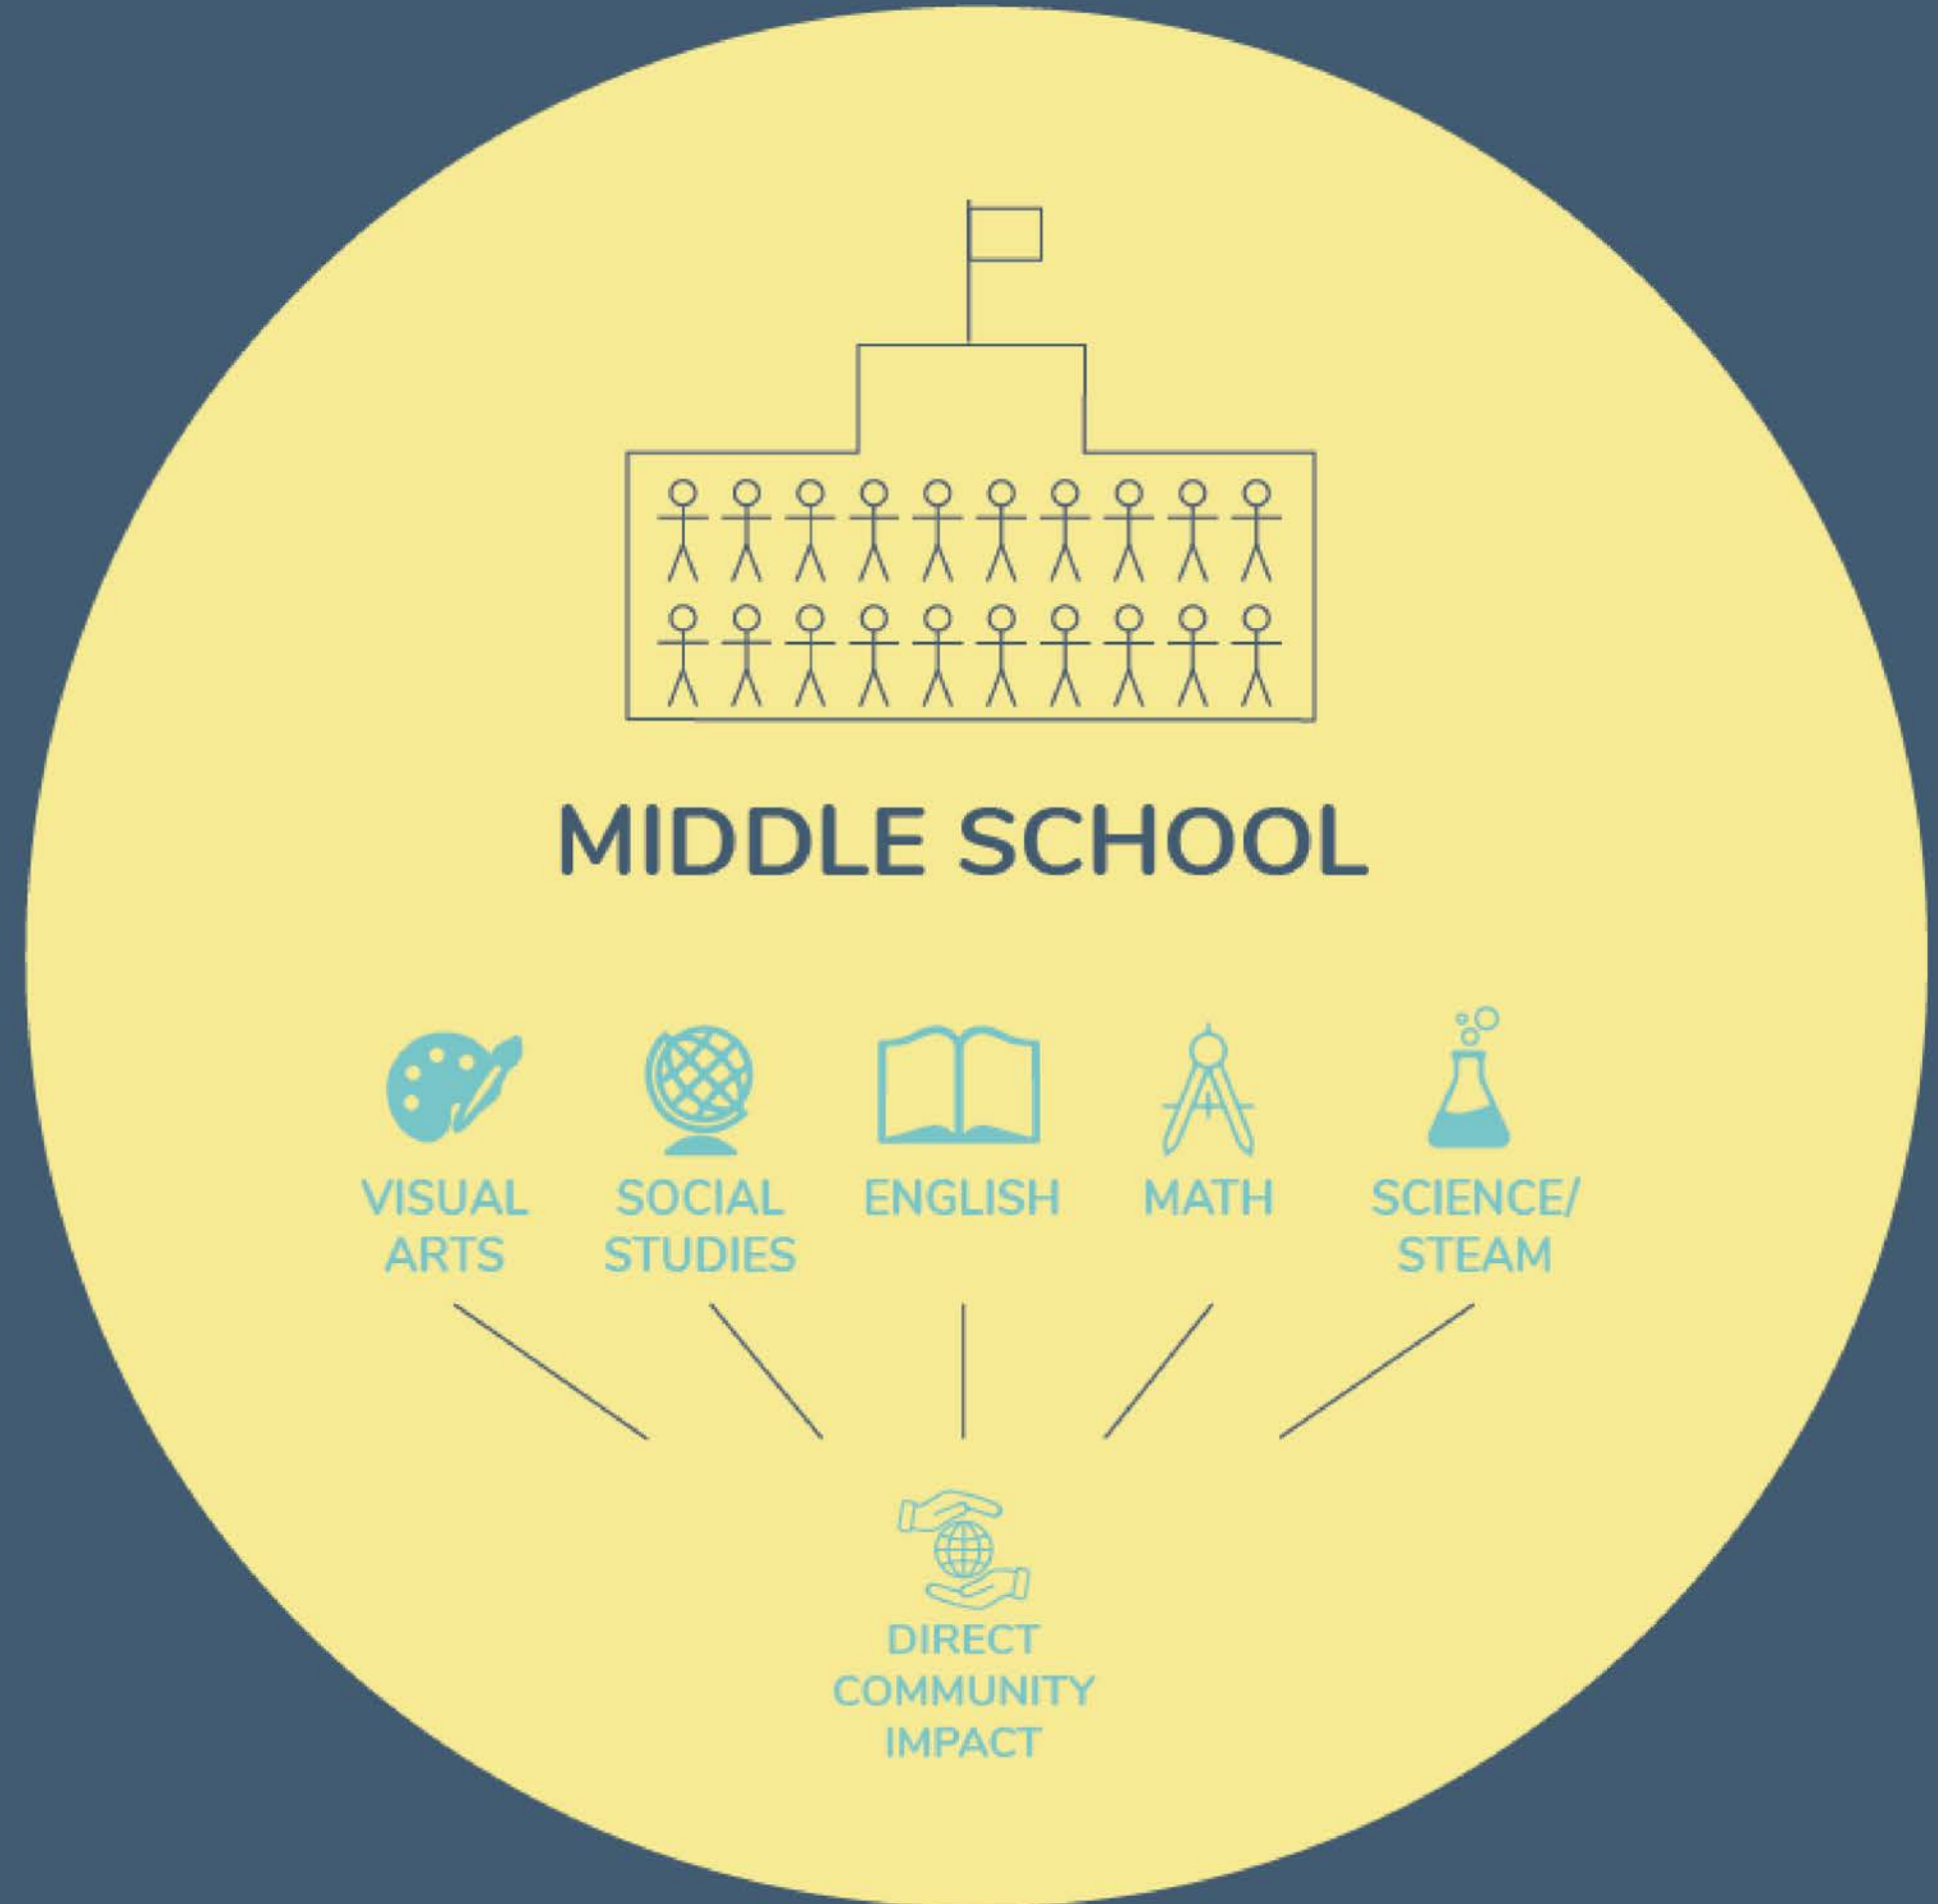 MIDDLE SCHOOL
VISUAL
ARTS
SOCIAL
STUDIES
ENGLISH
MATH
SCIENCE/
STEAM
DIRECT
COMMUNITY
IMPACT